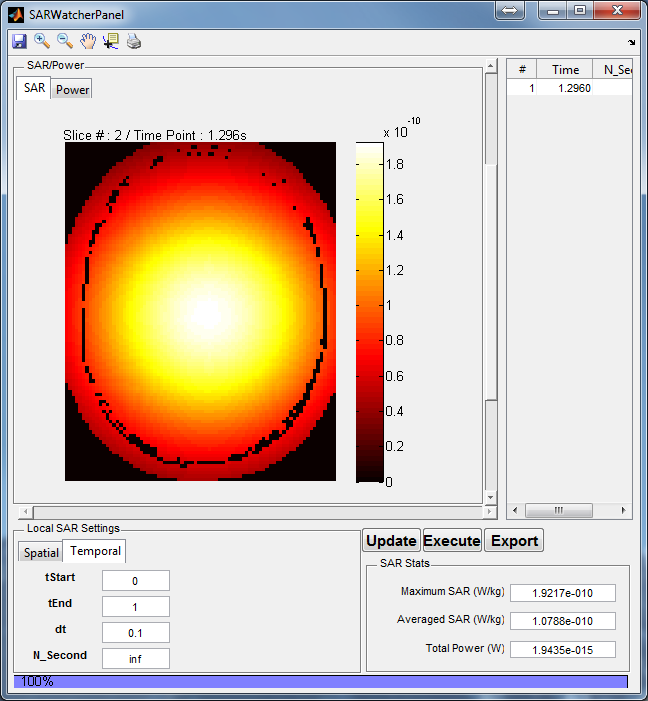 SARWatcherPanel
SAR/Power
SAR Power
Slice # : 2 / Time Point : 1.296s
x 10^-10
1.8
1.6
1.4
1.2
1
0.8
0.6
0.4
0.2
0
# Time N_Se
1 1.2960
Local SAR Settings
Spatial Temporal
tStart 0
tEnd 1
dt 0.1
N_Second inf
Update Execute Export
SAR Stats
Maximum SAR (W/kg) 1.9217e-010
Averaged SAR (W/kg) 1.0788e-010
Total Power (W) 1.9435e-015
100%